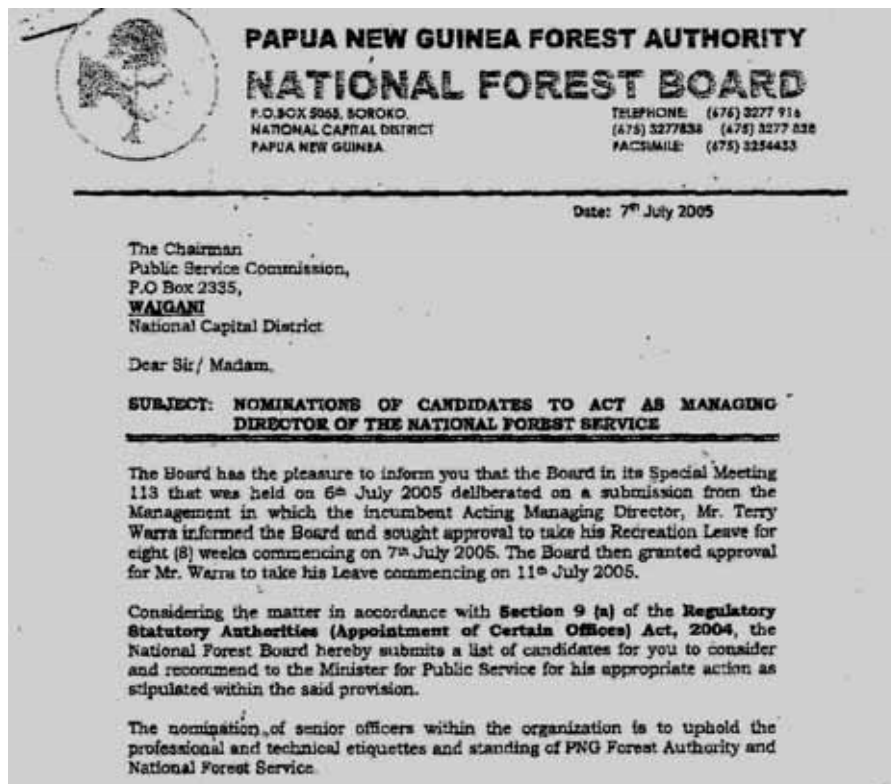 PAPUA NEW GUINEA FOREST AUTHORITY
NATIONAL FOREST BOARD
P.O.BOX 5055, BOROKO, TELEPHONE: (675) 3277 916
NATIONAL CAPITAL DISTRICT (675) 3277838 (675) 3277 838
PAPUA NEW GUINEA FACSIMILE: (675) 3254433
Date: 7th July 2005
The Chairman
Public Service Commission,
P.O Box 2335,
WAIGANI
National Capital District
Dear Sir/ Madam,
SUBJECT: NOMINATIONS OF CANDIDATES TO ACT AS MANAGING
DIRECTOR OF THE NATIONAL FOREST SERVICE
The Board has the pleasure to inform you that the Board in its Special Meeting
113 that was held on 6th July 2005 deliberated on a submission from the
Management in which the incumbent Acting Managing Director, Mr. Terry
Warra informed the Board and sought approval to take his Recreation Leave for
eight (8) weeks commencing on 7th July 2005. The Board then granted approval
for Mr. Warra to take his Leave commencing on 11th July 2005.
Considering the matter in accordance with Section 9 (a) of the Regulatory
Statutory Authorities (Appointment of Certain Offices) Act, 2004, the
National Forest Board hereby submits a list of candidates for you to consider
and recommend to the Minister for Public Service for his appropriate action as
stipulated within the said provision.
The nomination of senior officers within the organization is to uphold the
professional and technical etiquettes and standing of PNG Forest Authority and
National Forest Service.